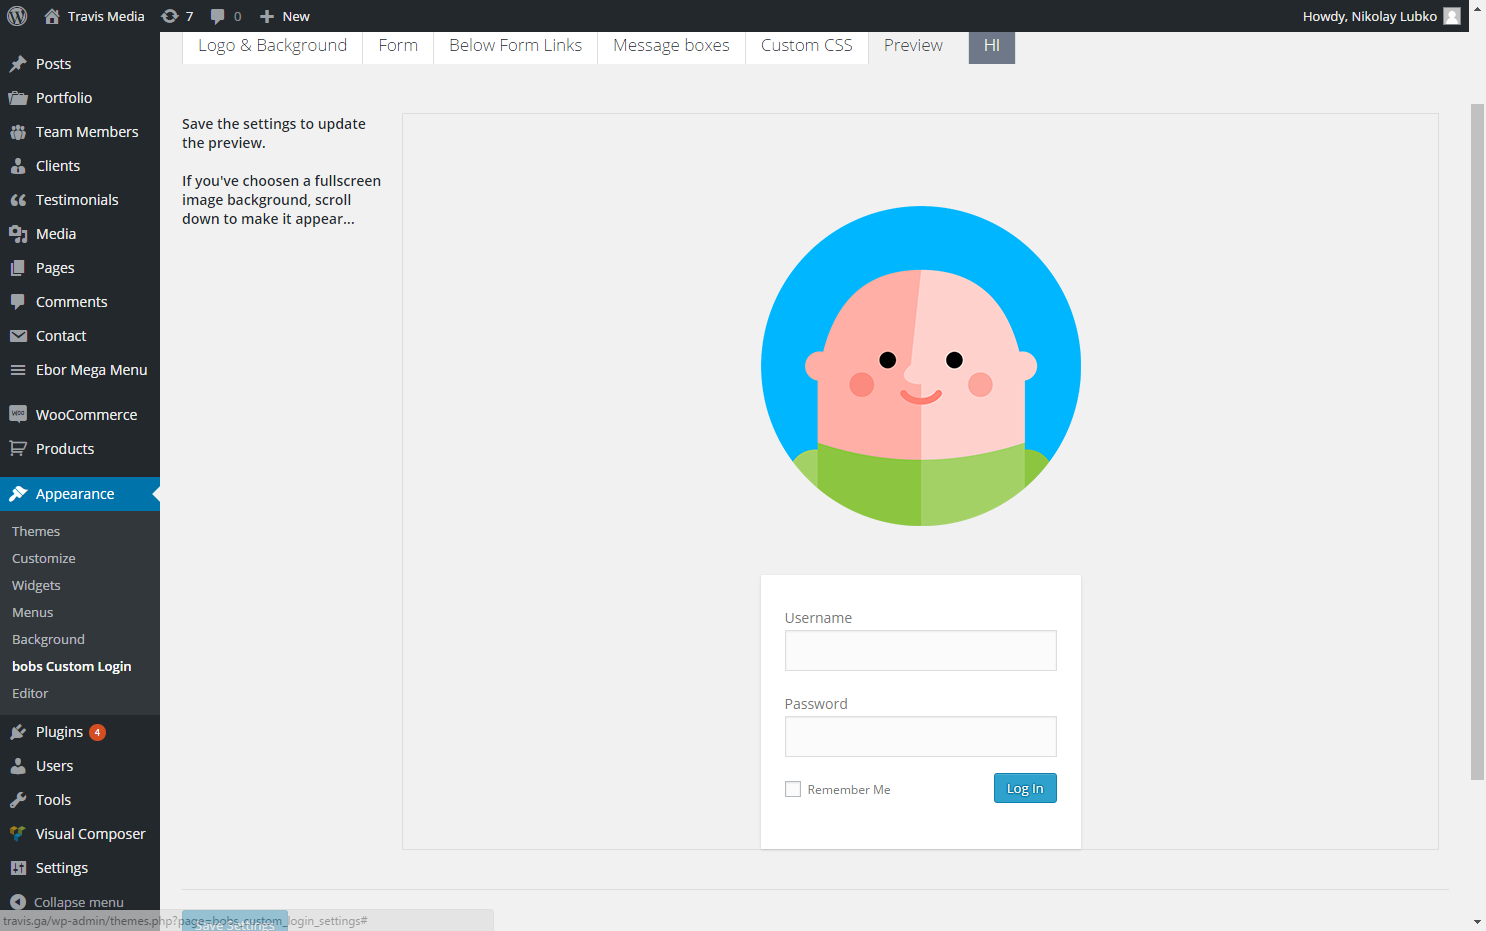 Travis Media
7
0
New
Howdy, Nikolay Lubko
Logo & Background
Form
Below Form Links
Message boxes
Custom CSS
Preview
HI
Posts
Portfolio
Team Members
Clients
Testimonials
Media
Pages
Comments
Contact
Ebor Mega Menu
WOO
WooCommerce
Products
Appearance
Themes
Customize
Widgets
Menus
Background
bobs Custom Login
Editor
Plugins 4
Users
Tools
Visual Composer
Settings
Collapse menu
Save the settings to update
the preview.
If you've choosen a fullscreen
image background, scroll
down to make it appear...
Username
Password
Remember Me
Log In
Save Settings
travis.ga/wp-admin/themes.php?page=bobs_custom_login_settings#